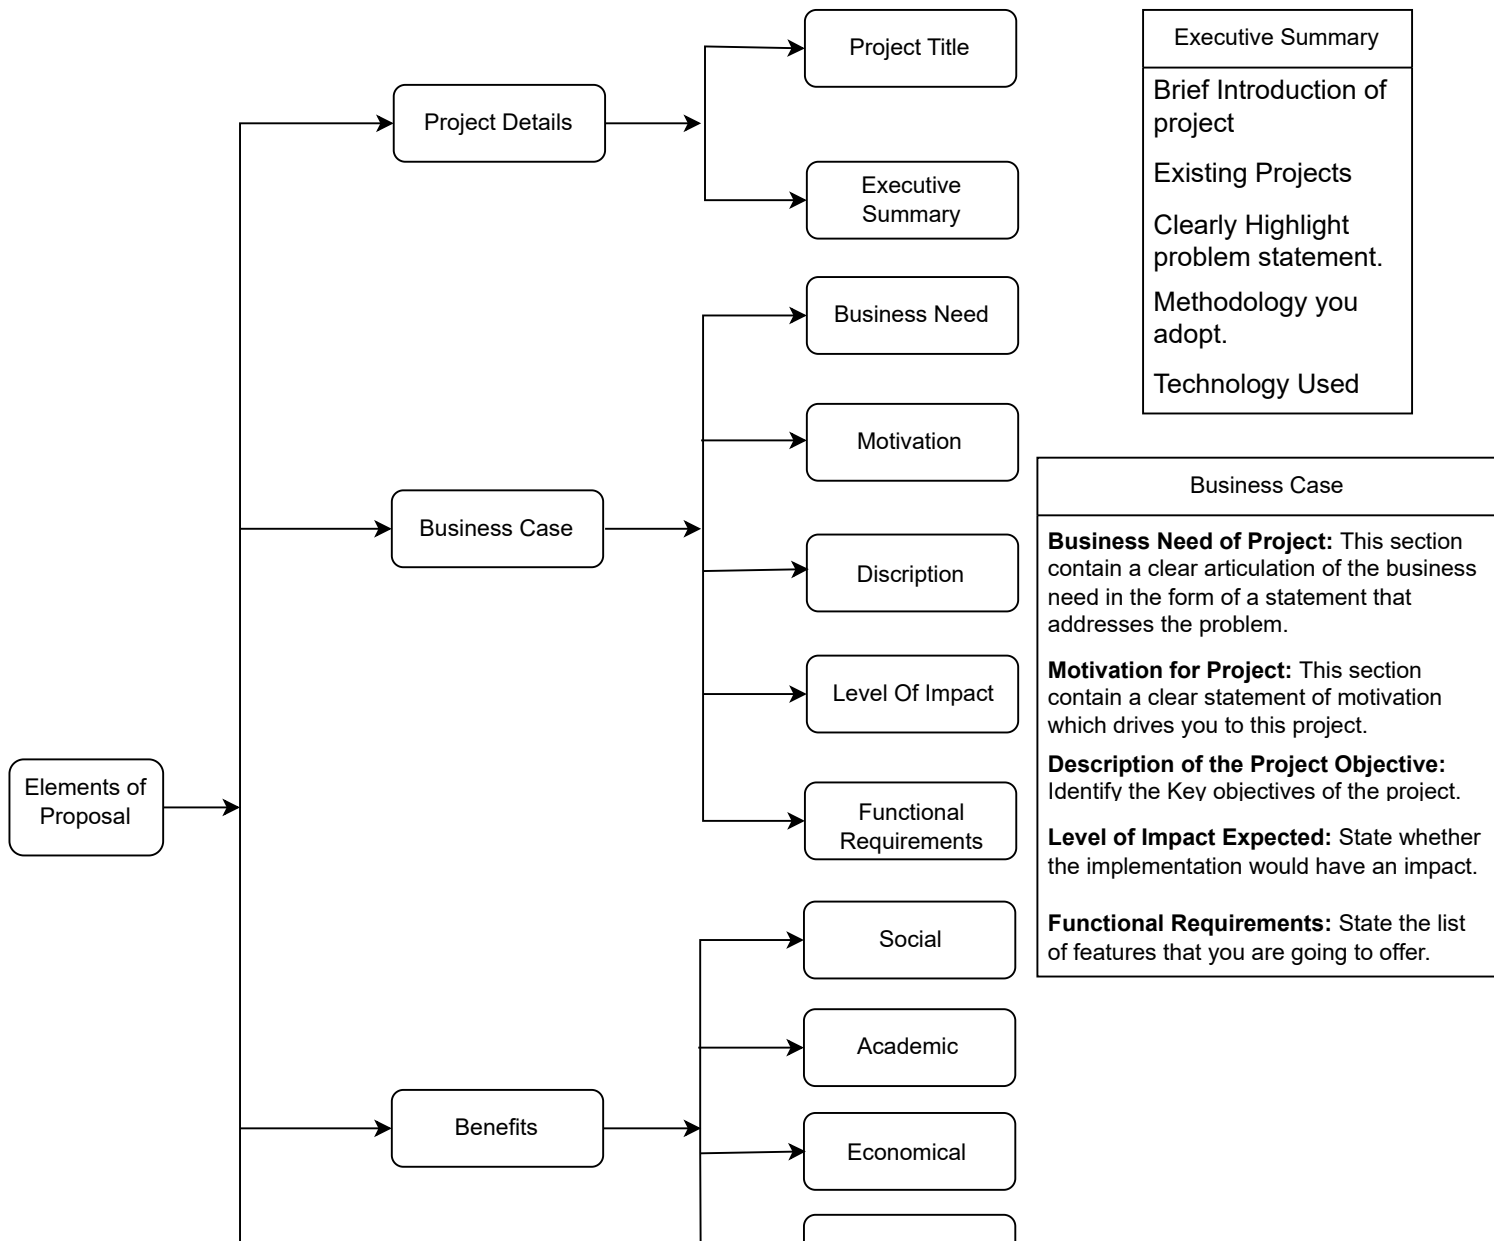 Project Title
Executive Summary
Project Details
Brief Introduction of
project
Executive
Summary
Existing Projects
Clearly Highlight
problem statement.
Business Need
Methodology you
adopt.
Technology Used
Motivation
Business Case
Business Case
Business Need of Project: This section
contain a clear articulation of the business
need in the form of a statement that
addresses the problem.
Discription
Motivation for Project: This section
contain a clear statement of motivation
which drives you to this project.
Level Of Impact
Description of the Project Objective:
Identify the Key objectives of the project.
Elements of
Proposal
Functional
Requirements
Level of Impact Expected: State whether
the implementation would have an impact.
Functional Requirements: State the list
of features that you are going to offer.
Social
Academic
Benefits
Economical